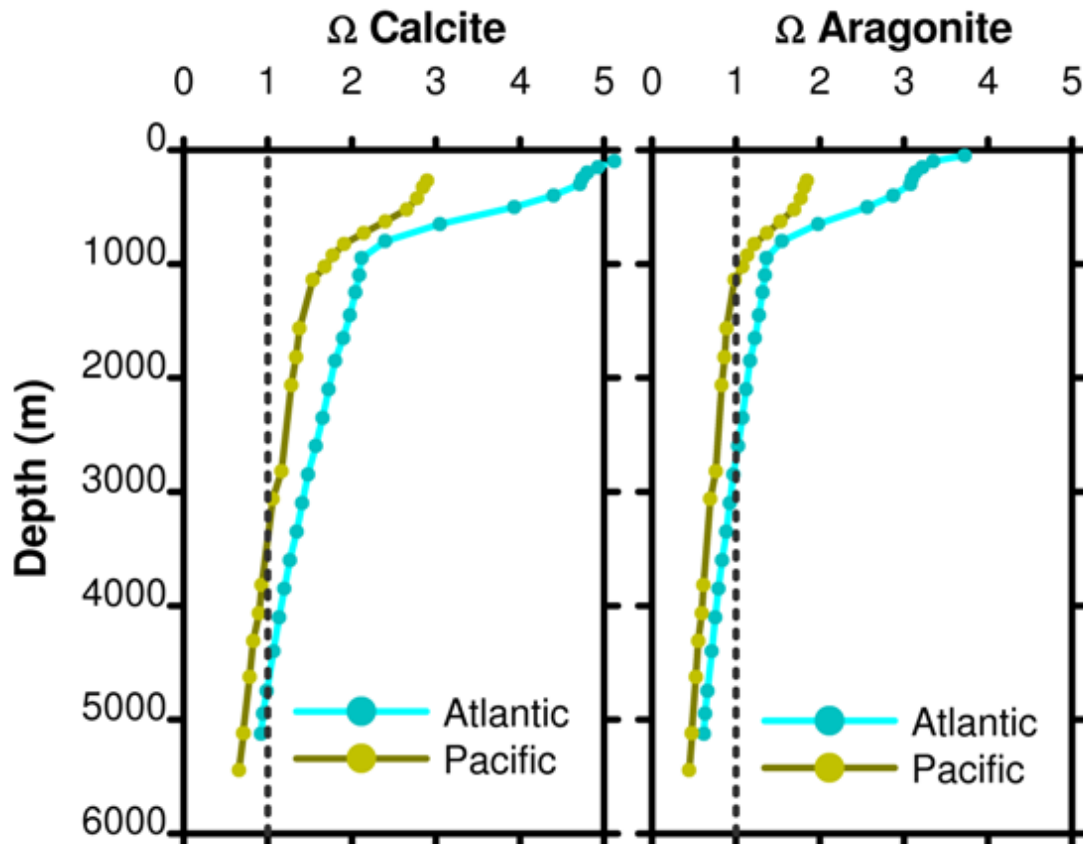 Ω Calcite
Ω Aragonite
0 1 2 3 4 5
0 1 2 3 4 5
Depth (m)
0
1000
2000
3000
4000
5000
6000
Atlantic
Pacific
Atlantic
Pacific